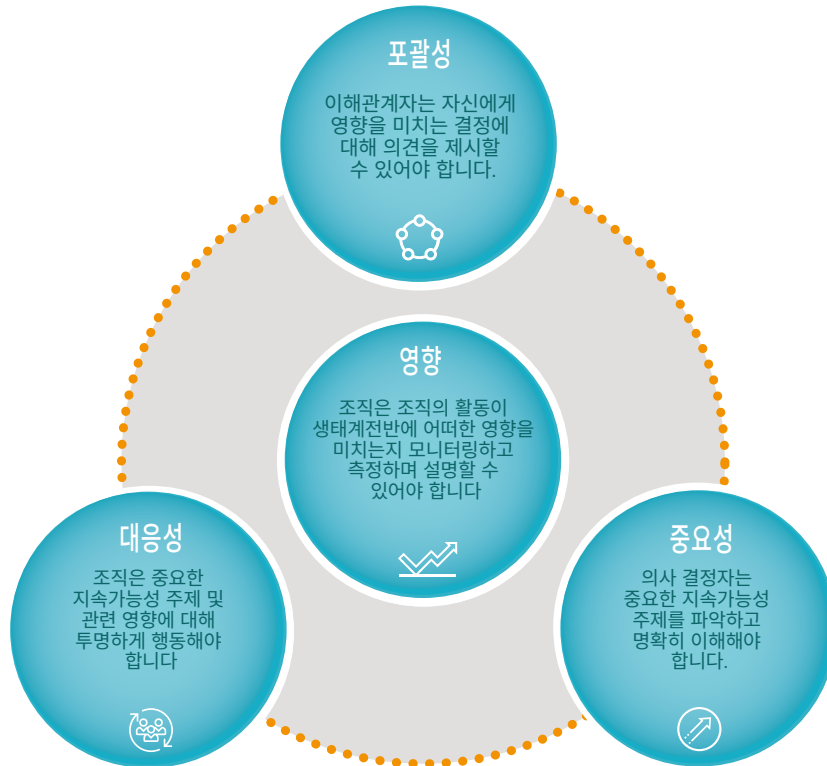 포괄성
이해관계자는 자신에게
영향을 미치는 결정에
대해 의견을 제시할
수 있어야 합니다.
영향
조직은 조직의 활동이
생태계전반에 어떠한 영향을
미치는지 모니터링하고
측정하며 설명할 수
있어야 합니다
대응성
조직은 중요한
지속가능성 주제 및
관련 영향에 대해
투명하게 행동해야
합니다
중요성
의사 결정자는
중요한 지속가능성
주제를 파악하고
명확히 이해해야
합니다.